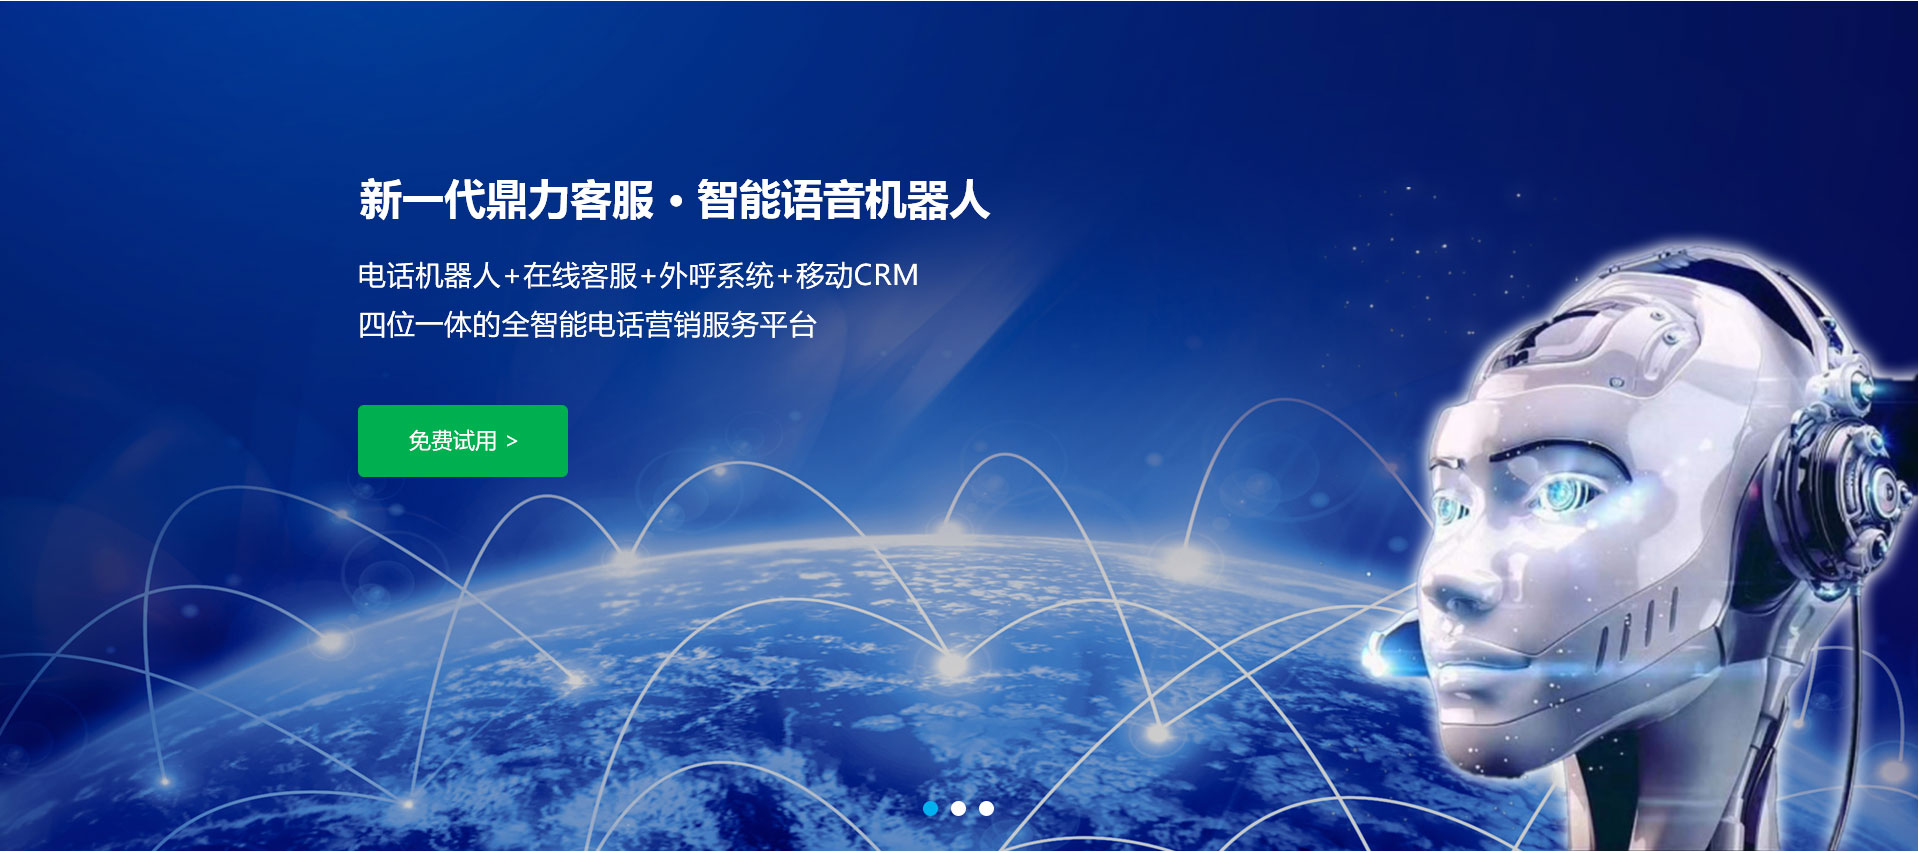 新一代鼎力客服·智能语音机器人
电话机器人+在线客服+外呼系统+移动CRM
四位一体的全智能电话营销服务平台
免费试用 >